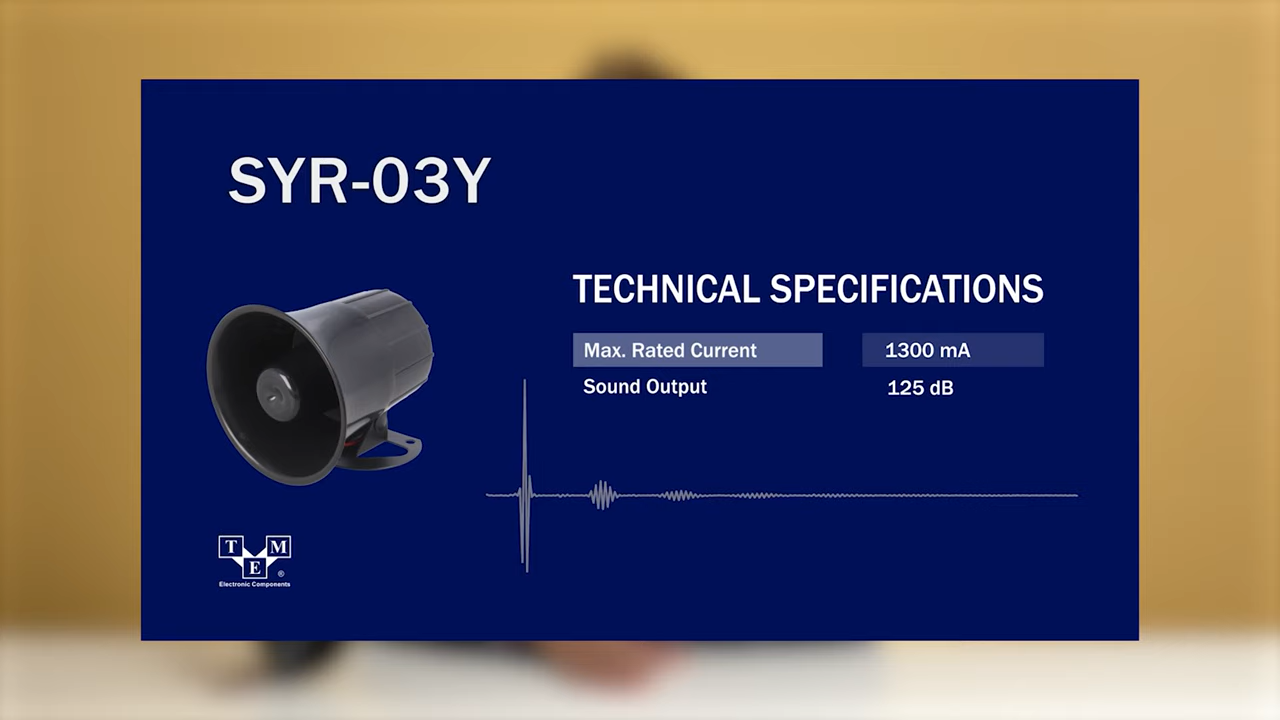 SYR-03Y
TECHNICAL SPECIFICATIONS
Max. Rated Current 1300 mA
Sound Output 125 dB
T M
E ®
Electronic Components